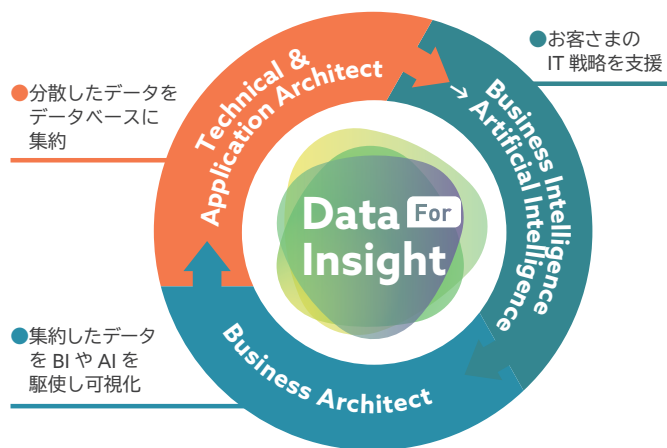 ●お客さまの
IT 戦略を支援
●分散したデータを
データベースに
集約
Technical &
Application Architect
Business Intelligence
→ Artificial Intelligence
Data For
Insight
Business Architect
●集約したデータ
を BI や AI を
駆使し可視化